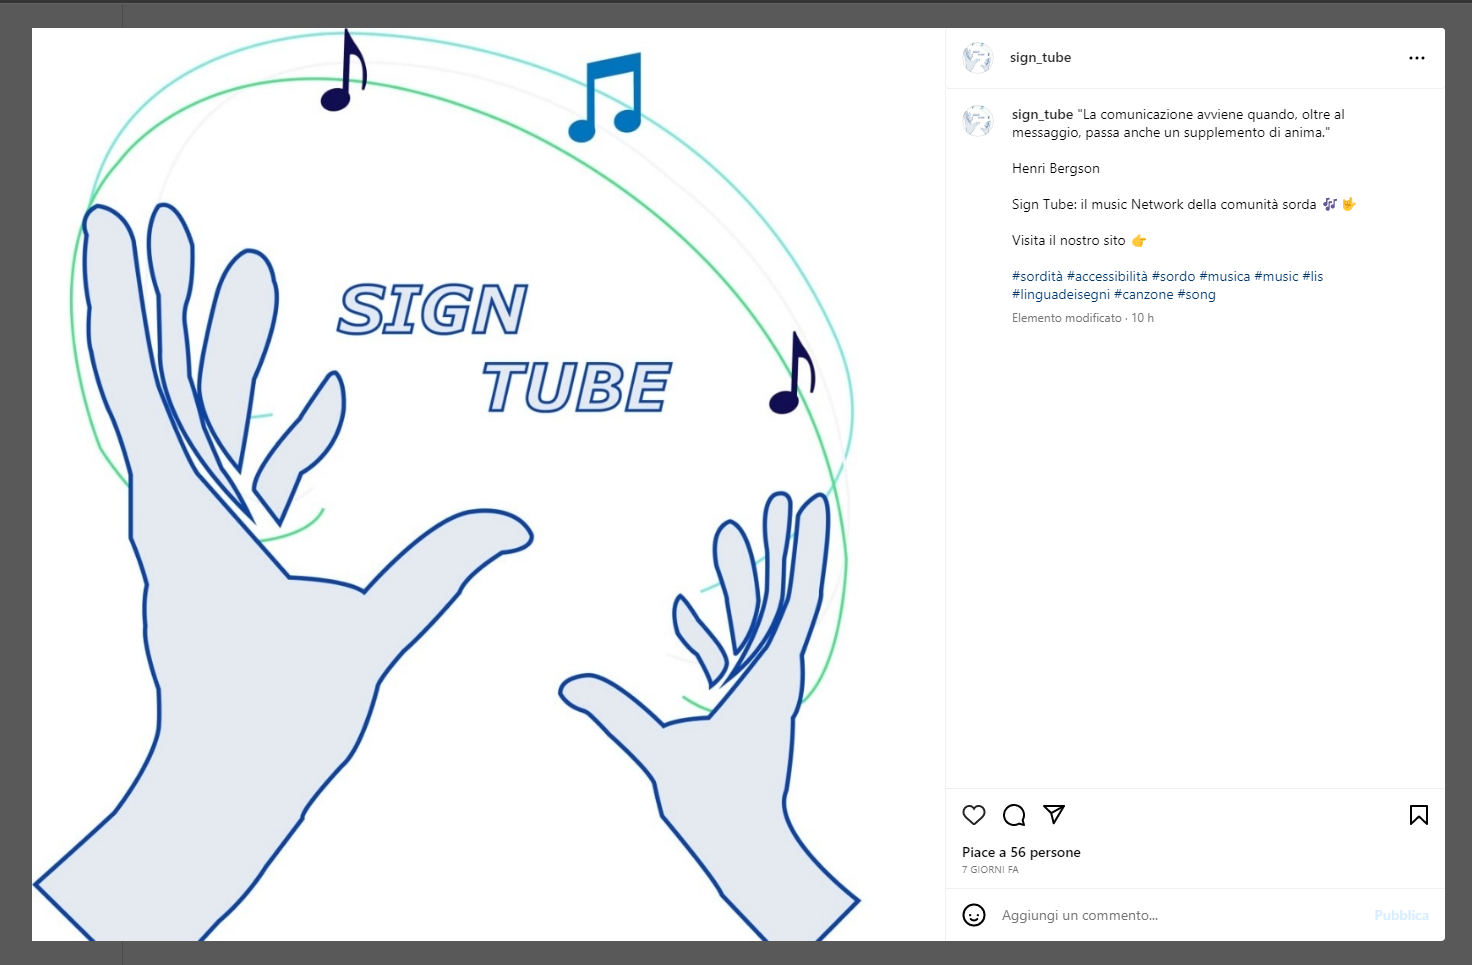 SIGN
TUBE
sign_tube
sign_tube "La comunicazione avviene quando, oltre al
messaggio, passa anche un supplemento di anima."
Henri Bergson
Sign Tube: il music Network della comunità sorda 🎶 🤟
Visita il nostro sito 👉
#sordità #accessibilità #sordo #musica #music #lis
#linguadeisegni #canzone #song
Elemento modificato · 10 h
Piace a 56 persone
7 GIORNI FA
Aggiungi un commento...
Pubblica